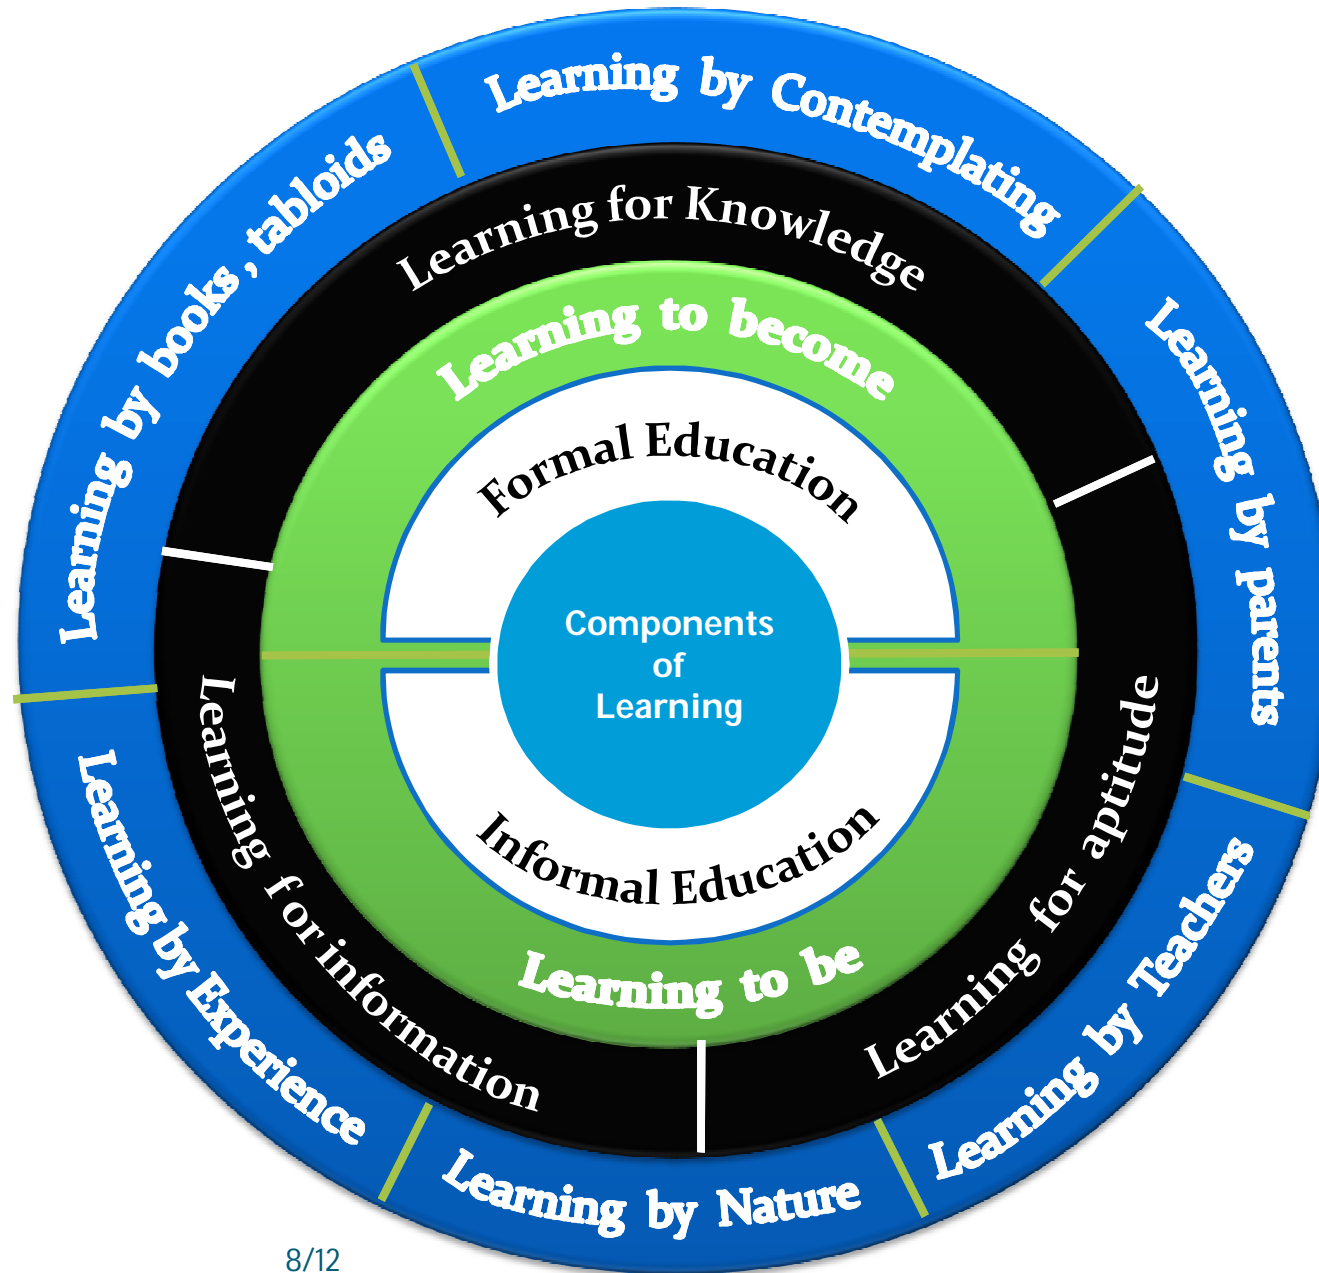 Learning by Contemplating
Learning by parents
Learning by Teachers
Learning by Nature
Learning by Experience
Learning by books , tabloids
Learning for Knowledge
Learning for aptitude
Learning f or information
Learning to become
Learning to be
Formal Education
Informal Education
Components
of
Learning
8/12